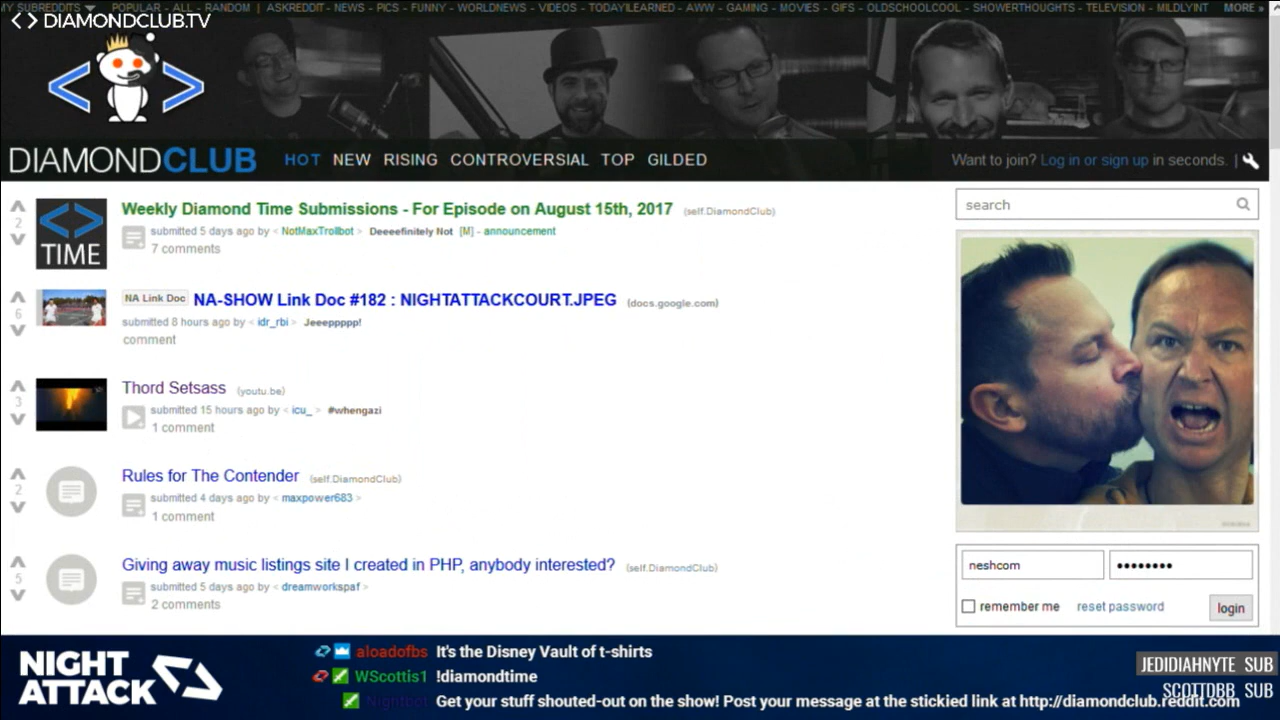 MY SUBREDDITS POPULAR - ALL - RANDOM | ASKREDDIT - NEWS - PICS - FUNNY - WORLDNEWS - VIDEOS - TODAYILEARNED - AWW - GAMING - MOVIES - GIFS - OLDSCHOOLCOOL - SHOWERTHOUGHTS - TELEVISION - MILDLYINT MORE »
<> DIAMONDCLUB.TV
DIAMONDCLUB HOT NEW RISING CONTROVERSIAL TOP GILDED Want to join? Log in or sign up in seconds. |
search
2
<> TIME
Weekly Diamond Time Submissions - For Episode on August 15th, 2017 (self.DiamondClub)
submitted 5 days ago by < NotMaxTrollbot > Deeeefinitely Not [M] - announcement
7 comments
6
NA Link Doc NA-SHOW Link Doc #182 : NIGHTATTACKCOURT.JPEG (docs.google.com)
submitted 8 hours ago by < idr_rbi > Jeeeppppp!
comment
3
Thord Setsass (youtu.be)
submitted 15 hours ago by < icu_ > #whengazi
1 comment
2
Rules for The Contender (self.DiamondClub)
submitted 4 days ago by < maxpower683 >
1 comment
5
Giving away music listings site I created in PHP, anybody interested? (self.DiamondClub)
submitted 5 days ago by < dreamworkspaf >
2 comments
neshcom ••••••••
remember me reset password login
NIGHT ATTACK
aloadofbs It's the Disney Vault of t-shirts
WScottis1 !diamondtime
Nightbot Get your stuff shouted-out on the show! Post your message at the stickied link at http://diamondclub.reddit.com
JEDIDIAHNYTE SUB
SCOTTDBB SUB